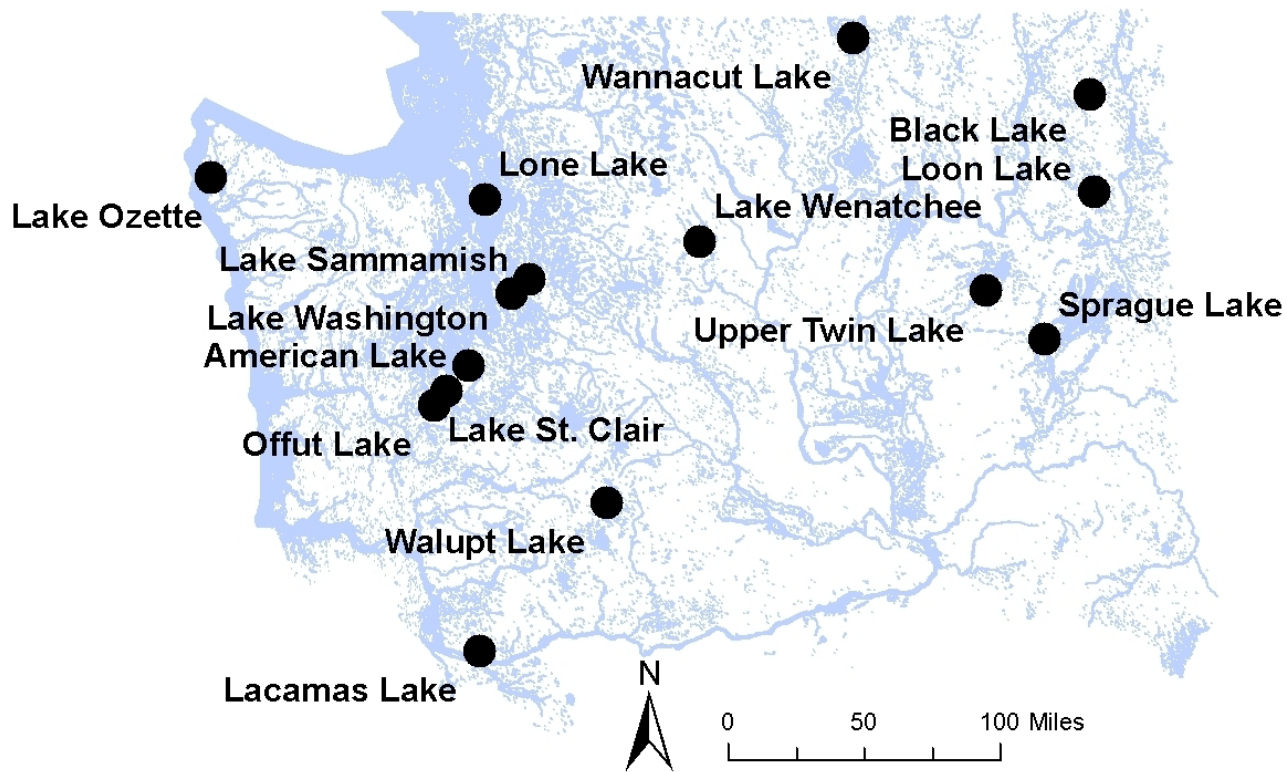 Wannacut Lake
Black Lake
Loon Lake
Lone Lake
Lake Ozette
Lake Wenatchee
Lake Sammamish
Sprague Lake
Lake Washington
Upper Twin Lake
American Lake
Lake St. Clair
Offut Lake
Walupt Lake
Lacamas Lake
N
0 50 100 Miles